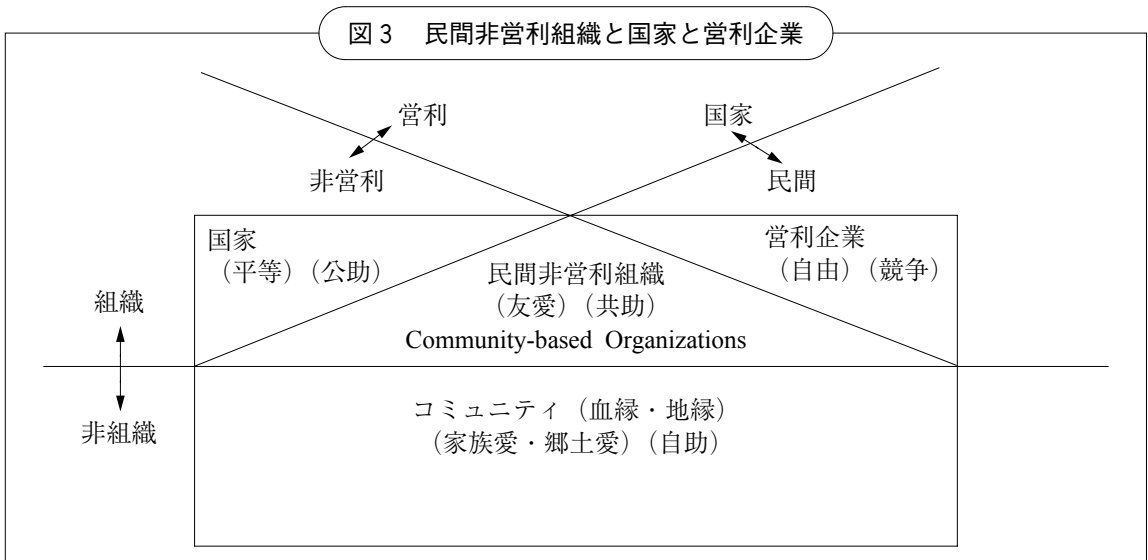 図3 民間非営利組織と国家と営利企業
営利
非営利
国家
民間
国家
（平等）（公助）
営利企業
（自由）（競争）
民間非営利組織
（友愛）（共助）
Community-based Organizations
組織
非組織
コミュニティ（血縁・地縁）
（家族愛・郷土愛）（自助）